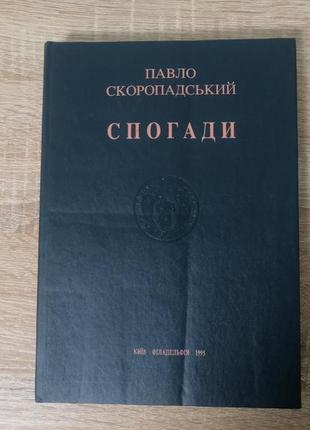 ПАВЛО
СКОРОПАДСЬКИЙ
СПОГАДИ
КИЇВ ФІЛАДЕЛЬФІЯ 1995